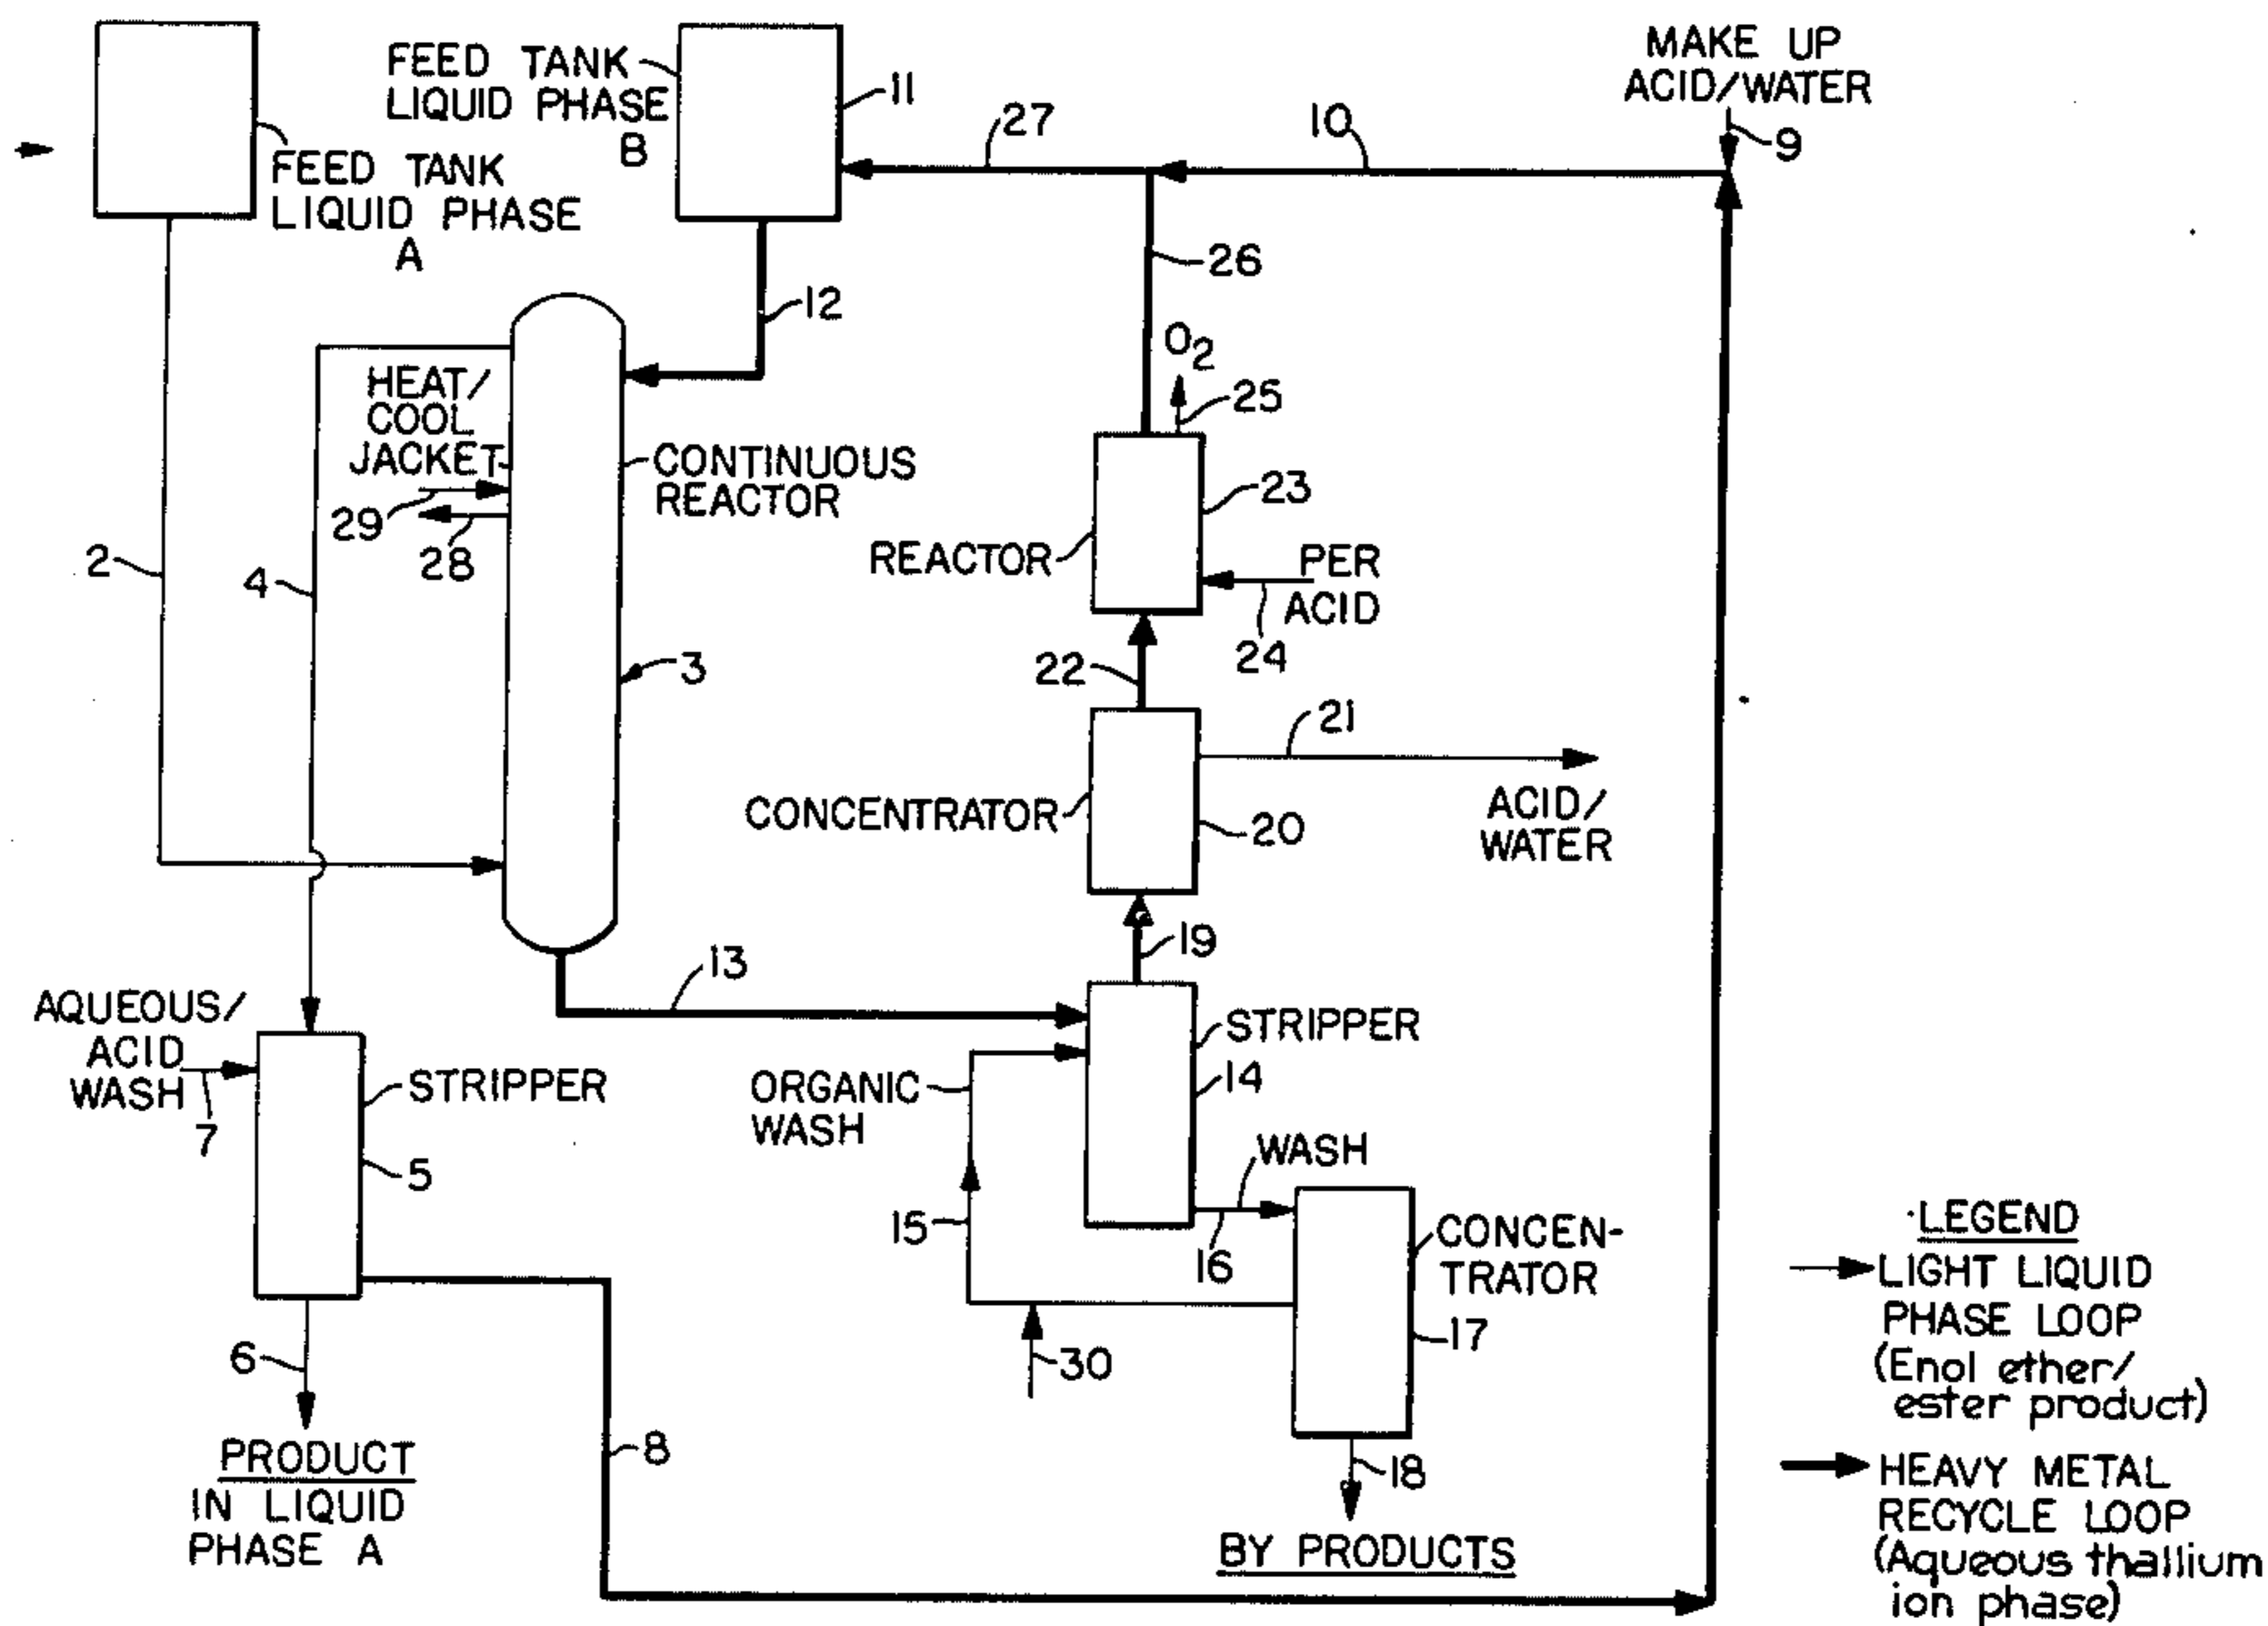 FEED TANK
LIQUID PHASE
A
FEED TANK
LIQUID PHASE
B
11
27
10
MAKE UP
ACID/WATER
9
12
26
O2
25
HEAT/
COOL
JACKET
29
28
CONTINUOUS
REACTOR
2
4
3
23
REACTOR
PER
ACID
24
22
21
CONCENTRATOR
20
ACID/
WATER
19
13
AQUEOUS/
ACID
WASH
7
STRIPPER
5
ORGANIC
WASH
STRIPPER
14
WASH
15
16
CONCEN-
TRATOR
17
30
6
8
18
PRODUCT
IN LIQUID
PHASE A
BY PRODUCTS
LEGEND
LIGHT LIQUID
PHASE LOOP
(Enol ether/
ester product)
HEAVY METAL
RECYCLE LOOP
(Aqueous thallium
ion phase)